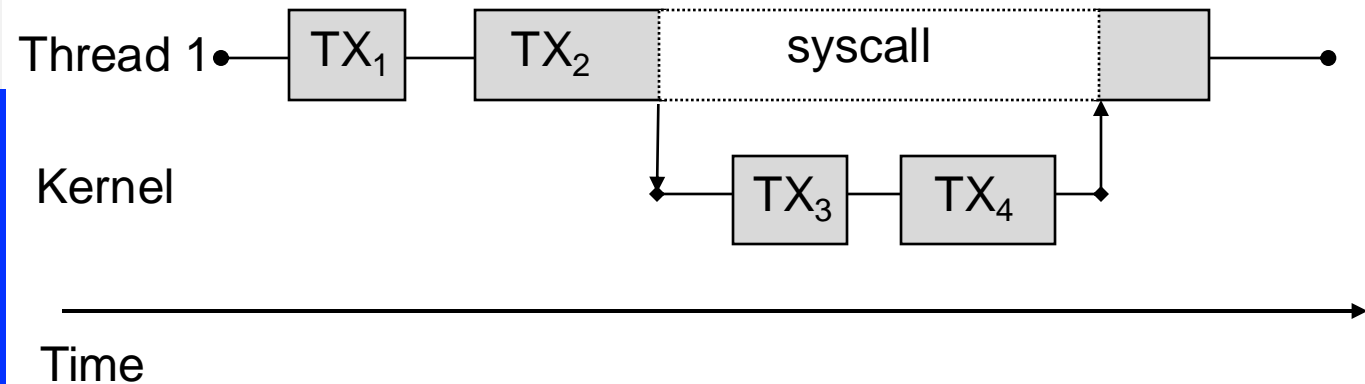 Thread 1 TX₁ TX₂ syscall
Kernel TX₃ TX₄
Time